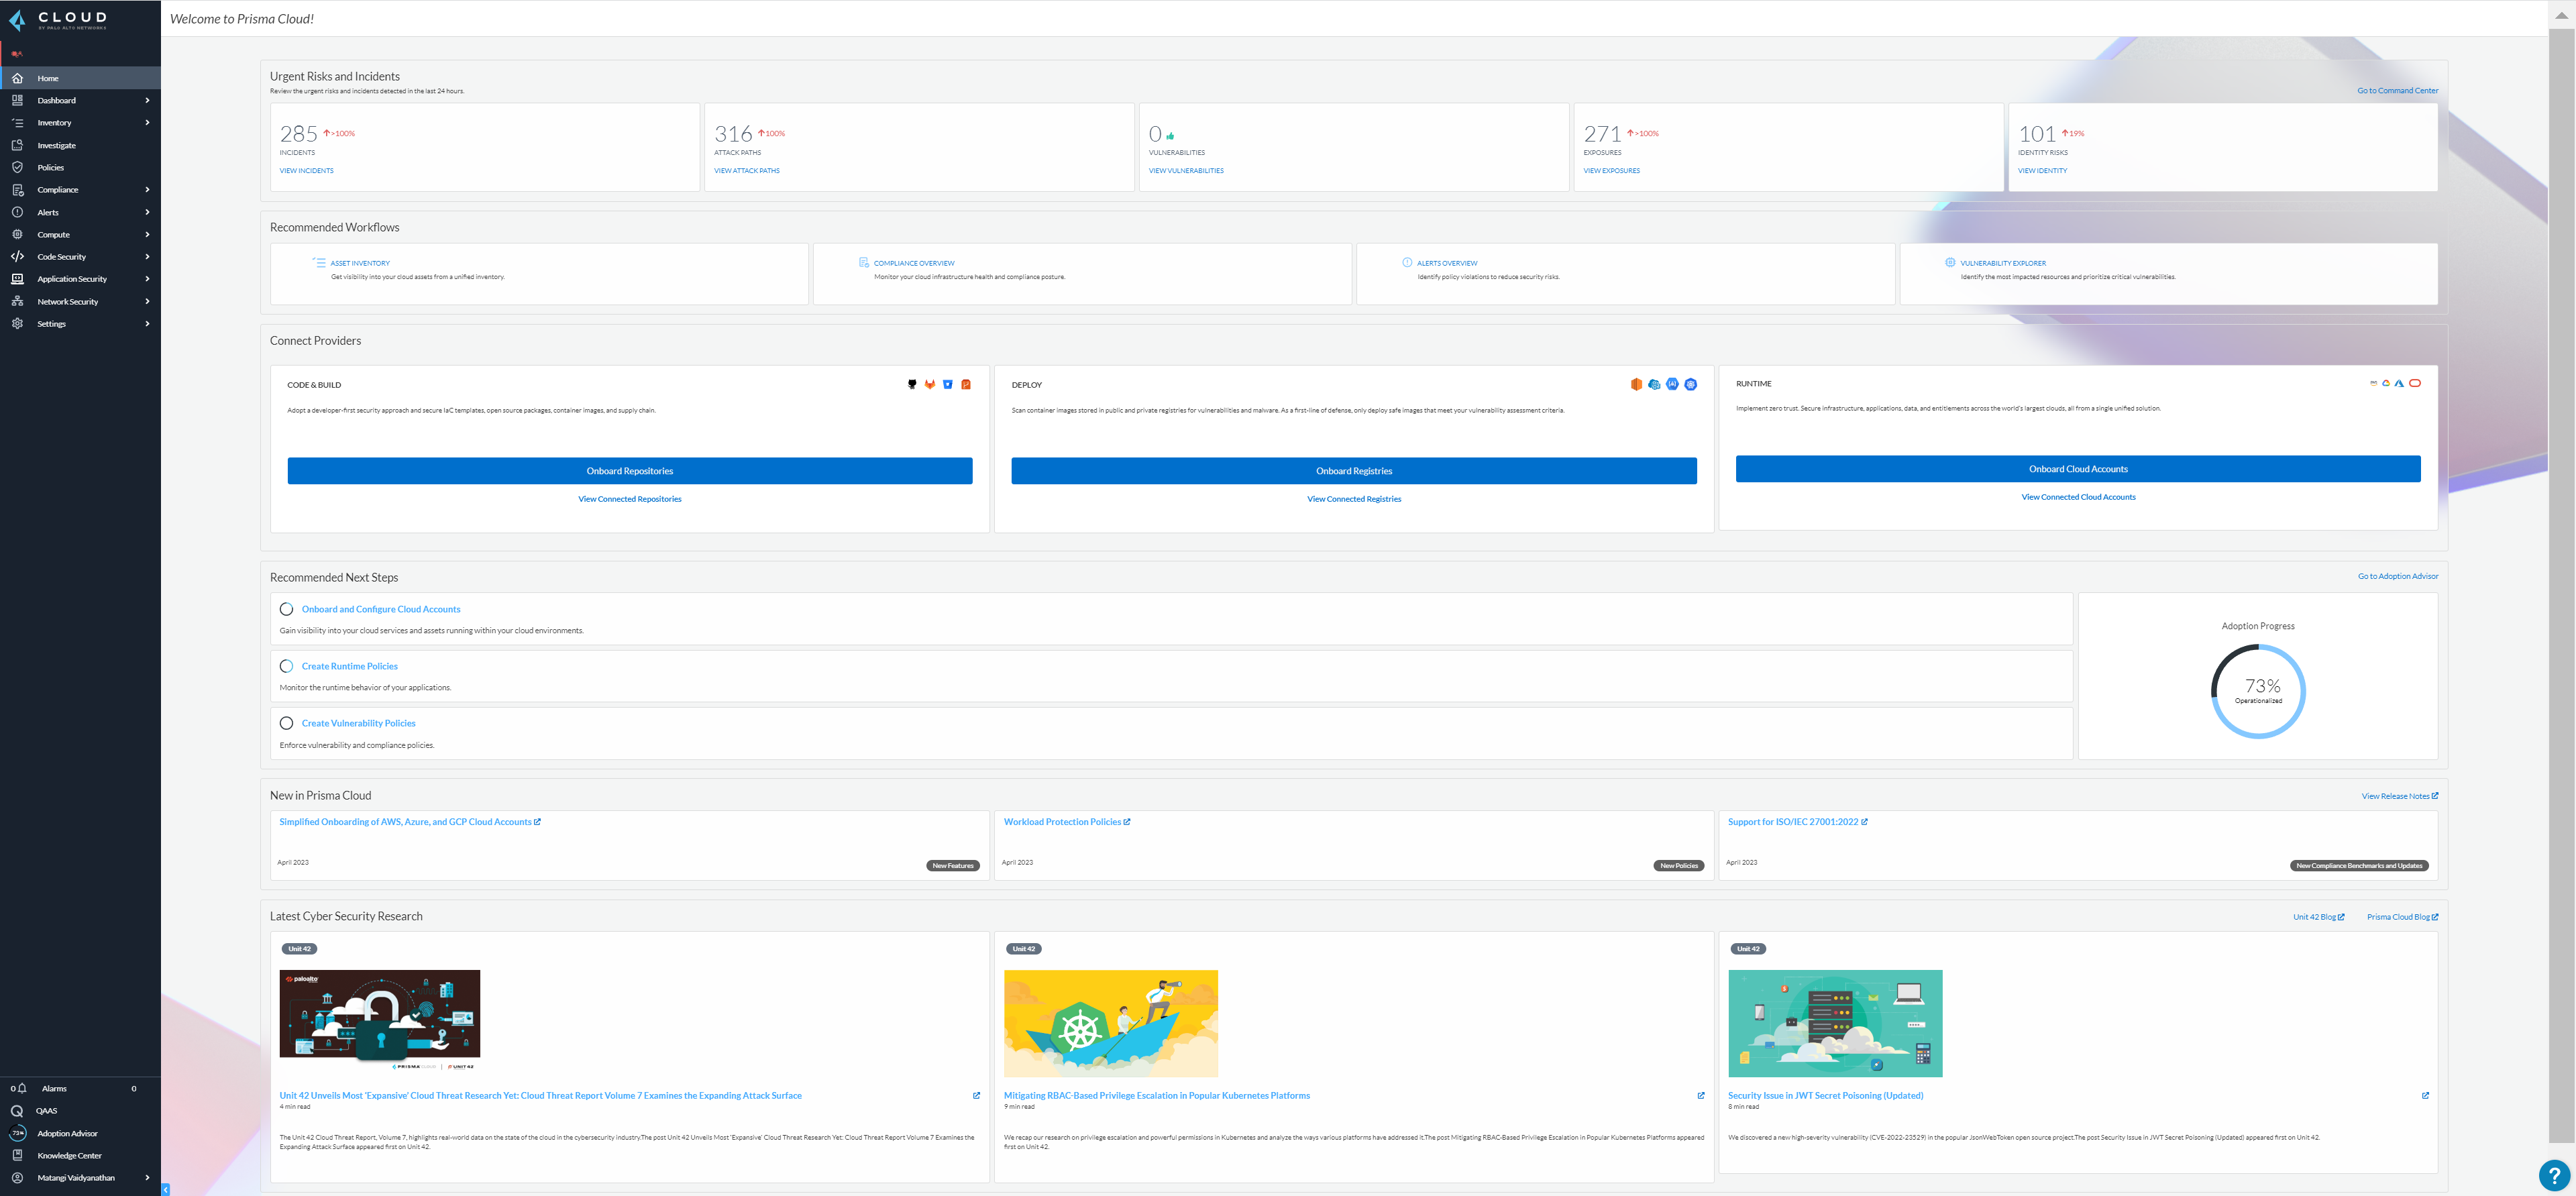 CLOUD
BY PALO ALTO NETWORKS
Home
Dashboard
Inventory
Investigate
Policies
Compliance
Alerts
Compute
Code Security
Application Security
Network Security
Settings
0 Alarms 0
QAAS
73% Adoption Advisor
Knowledge Center
Matangi Vaidyanathan
Welcome to Prisma Cloud!
Urgent Risks and Incidents
Review the urgent risks and incidents detected in the last 24 hours.
Go to Command Center
285 >100%
INCIDENTS
VIEW INCIDENTS
316 100%
ATTACK PATHS
VIEW ATTACK PATHS
0
VULNERABILITIES
VIEW VULNERABILITIES
271 >100%
EXPOSURES
VIEW EXPOSURES
101 19%
IDENTITY RISKS
VIEW IDENTITY
Recommended Workflows
ASSET INVENTORY
Get visibility into your cloud assets from a unified inventory.
COMPLIANCE OVERVIEW
Monitor your cloud infrastructure health and compliance posture.
ALERTS OVERVIEW
Identify policy violations to reduce security risks.
VULNERABILITY EXPLORER
Identify the most impacted resources and prioritize critical vulnerabilities.
Connect Providers
CODE & BUILD
Adopt a developer-first security approach and secure IaC templates, open source packages, container images, and supply chain.
Onboard Repositories
View Connected Repositories
DEPLOY
Scan container images stored in public and private registries for vulnerabilities and malware. As a first-line of defense, only deploy safe images that meet your vulnerability assessment criteria.
Onboard Registries
View Connected Registries
RUNTIME
Implement zero trust. Secure infrastructure, applications, data, and entitlements across the world's largest clouds, all from a single unified solution.
Onboard Cloud Accounts
View Connected Cloud Accounts
Recommended Next Steps
Go to Adoption Advisor
Onboard and Configure Cloud Accounts
Gain visibility into your cloud services and assets running within your cloud environments.
Create Runtime Policies
Monitor the runtime behavior of your applications.
Create Vulnerability Policies
Enforce vulnerability and compliance policies.
Adoption Progress
73%
Operationalized
New in Prisma Cloud
View Release Notes
Simplified Onboarding of AWS, Azure, and GCP Cloud Accounts
April 2023
New Features
Workload Protection Policies
April 2023
New Policies
Support for ISO/IEC 27001:2022
April 2023
New Compliance Benchmarks and Updates
Latest Cyber Security Research
Unit 42 Blog
Prisma Cloud Blog
Unit 42
paloalto
PRISMA CLOUD | UNIT 42
Unit 42 Unveils Most 'Expansive' Cloud Threat Research Yet: Cloud Threat Report Volume 7 Examines the Expanding Attack Surface
4 min read
The Unit 42 Cloud Threat Report, Volume 7, highlights real-world data on the state of the cloud in the cybersecurity industry.The post Unit 42 Unveils Most 'Expansive' Cloud Threat Research Yet: Cloud Threat Report Volume 7 Examines the
Expanding Attack Surface appeared first on Unit 42.
Unit 42
Mitigating RBAC-Based Privilege Escalation in Popular Kubernetes Platforms
9 min read
We recap our research on privilege escalation and powerful permissions in Kubernetes and analyze the ways various platforms have addressed it.The post Mitigating RBAC-Based Privilege Escalation in Popular Kubernetes Platforms appeared
first on Unit 42.
Unit 42
Security Issue in JWT Secret Poisoning (Updated)
8 min read
We discovered a new high-severity vulnerability (CVE-2022-23529) in the popular JsonWebToken open source project.The post Security Issue in JWT Secret Poisoning (Updated) appeared first on Unit 42.
?